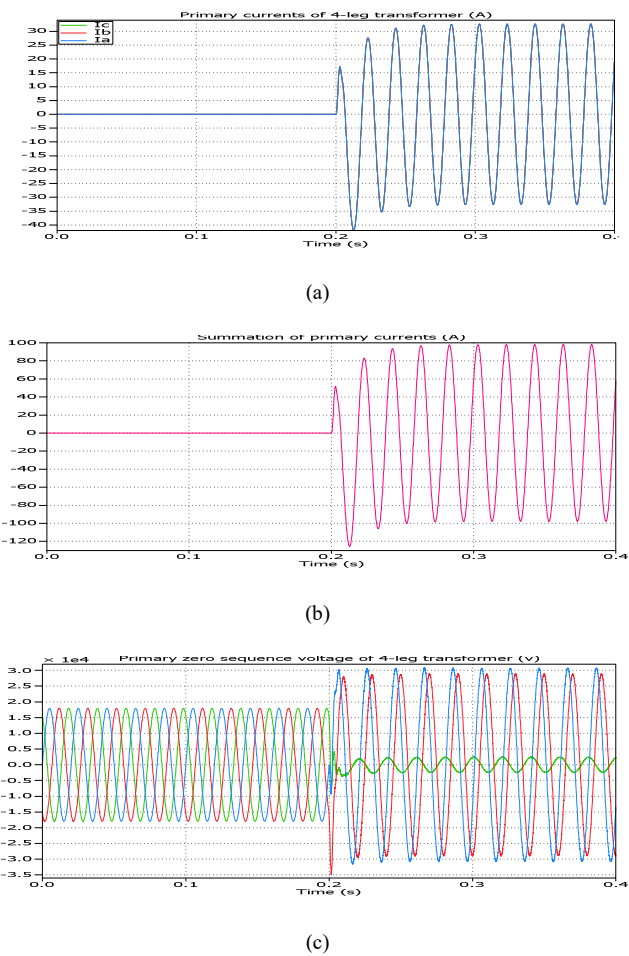 Primary currents of 4-leg transformer (A)
Ic
Ib
Ia
30
25
20
15
10
5
0
-5
-10
-15
-20
-25
-30
-35
-40
0.0 0.1 0.2 0.3 0.
Time (s)
(a)
Summation of primary currents (A)
100
80
60
40
20
0
-20
-40
-60
-80
-100
-120
0.0 0.1 0.2 0.3 0.4
Time (s)
(b)
× 1e4 Primary zero sequence voltage of 4-leg transformer (v)
3.0
2.5
2.0
1.5
1.0
0.5
0.0
-0.5
-1.0
-1.5
-2.0
-2.5
-3.0
-3.5
0.0 0.1 0.2 0.3 0.4
Time (s)
(c)